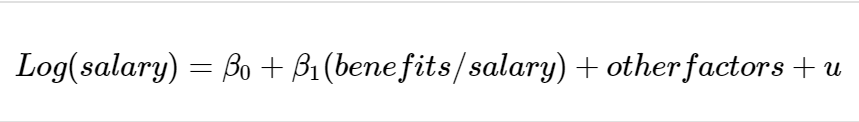 Log(salary) = β₀ + β₁(benefits/salary) + otherfactors + u